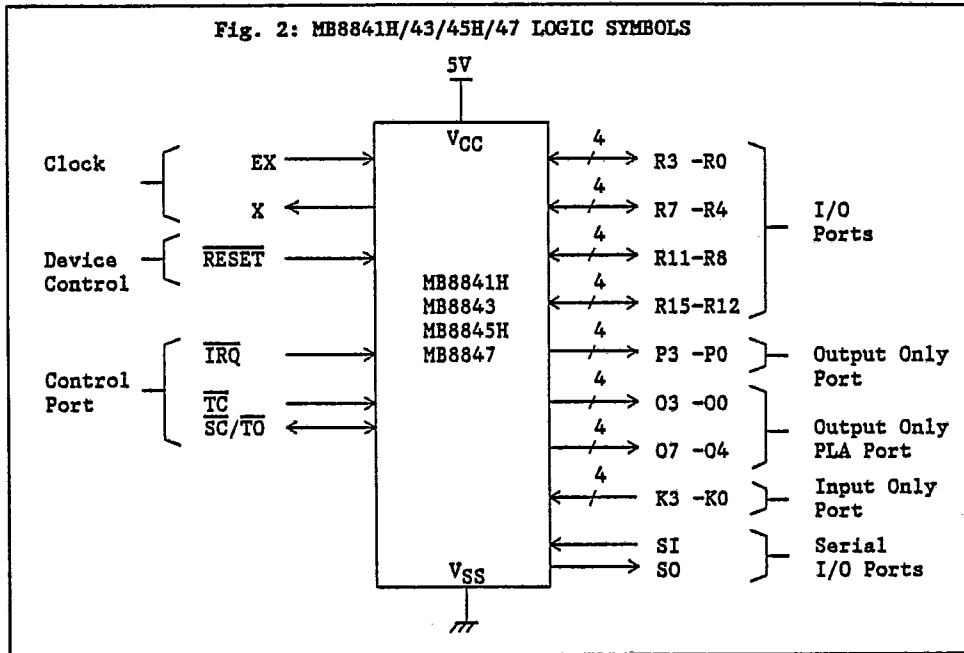 Fig. 2: MB8841H/43/45H/47 LOGIC SYMBOLS
5V
VCC
Clock
EX
X
Device
Control
RESET
Control
Port
IRQ
TC
SC/TO
MB8841H
MB8843
MB8845H
MB8847
VSS
4
R3 -R0
4
R7 -R4
4
R11-R8
4
R15-R12
I/O
Ports
4
P3 -P0
Output Only
Port
4
O3 -O0
4
O7 -O4
Output Only
PLA Port
4
K3 -K0
Input Only
Port
SI
SO
Serial
I/O Ports